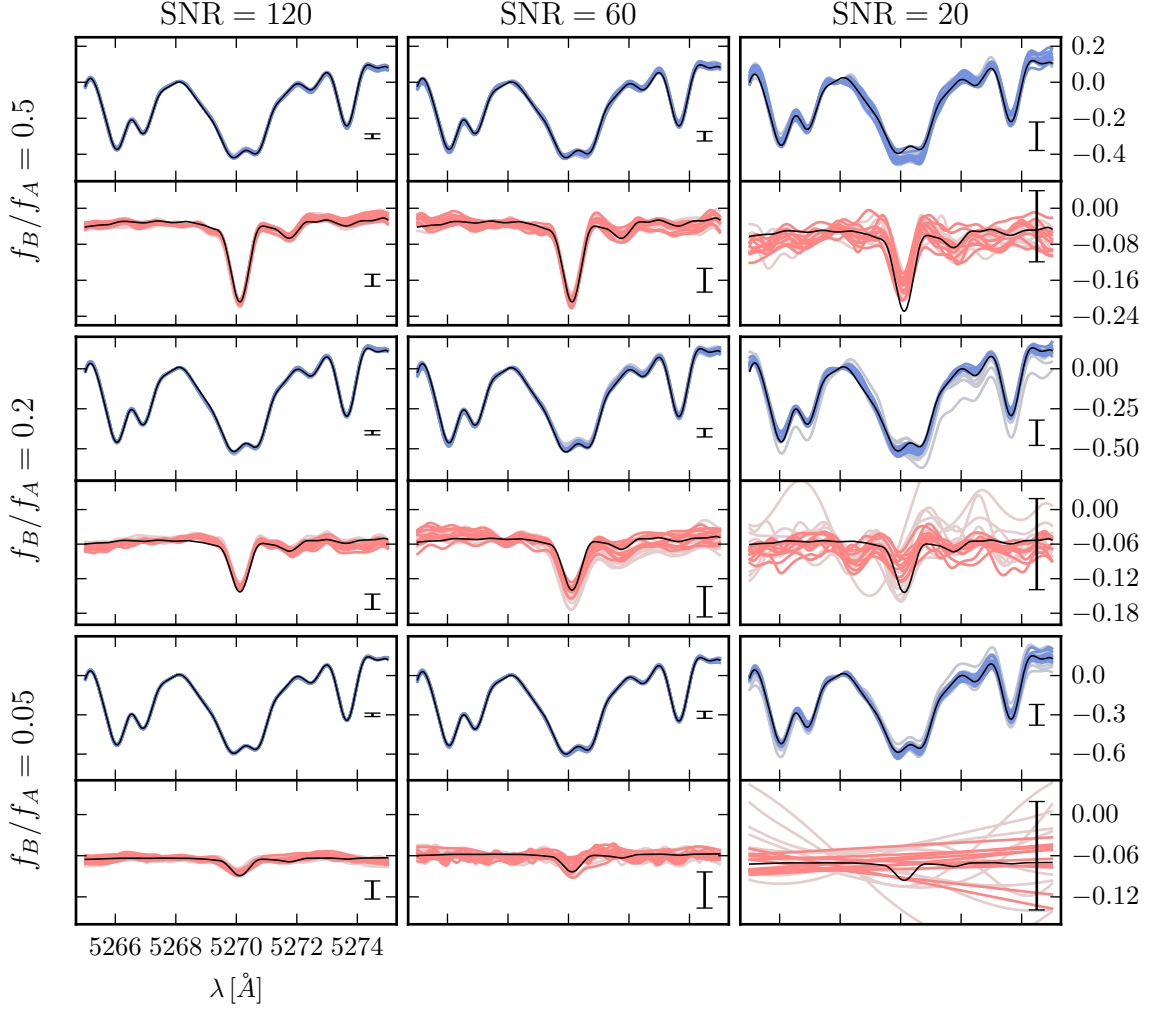 SNR = 120
SNR = 60
SNR = 20
f_B/f_A = 0.5
0.2
0.0
−0.2
−0.4
0.00
−0.08
−0.16
−0.24
f_B/f_A = 0.2
0.00
−0.25
−0.50
0.00
−0.06
−0.12
−0.18
f_B/f_A = 0.05
0.0
−0.3
−0.6
0.00
−0.06
−0.12
5266 5268 5270 5272 5274
λ [Å]